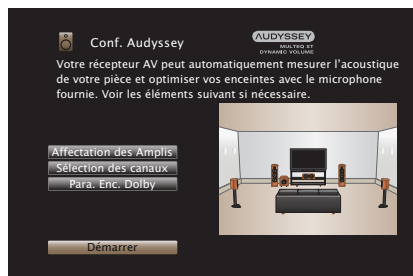 Conf. Audyssey
AUDYSSEY
MULTEQ XT
DYNAMIC VOLUME
Votre récepteur AV peut automatiquement mesurer l'acoustique
de votre pièce et optimiser vos enceintes avec le microphone
fournie. Voir les éléments suivant si nécessaire.
Affectation des Amplis
Sélection des canaux
Para. Enc. Dolby
Démarrer